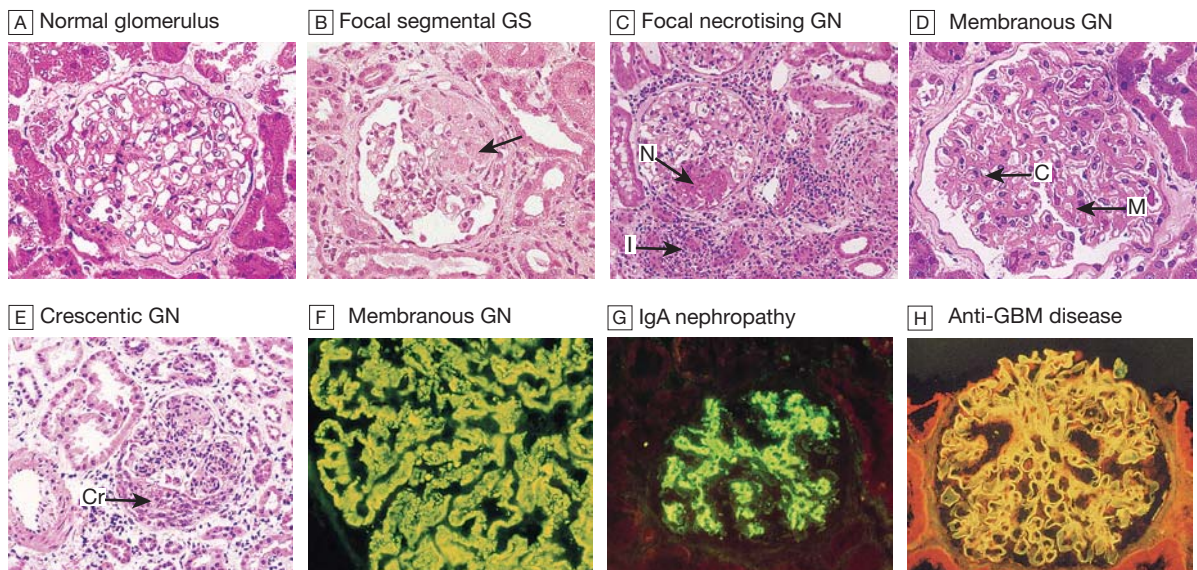 A Normal glomerulus
B Focal segmental GS
C Focal necrotising GN
D Membranous GN
N
I
C
M
E Crescentic GN
F Membranous GN
G IgA nephropathy
H Anti-GBM disease
Cr